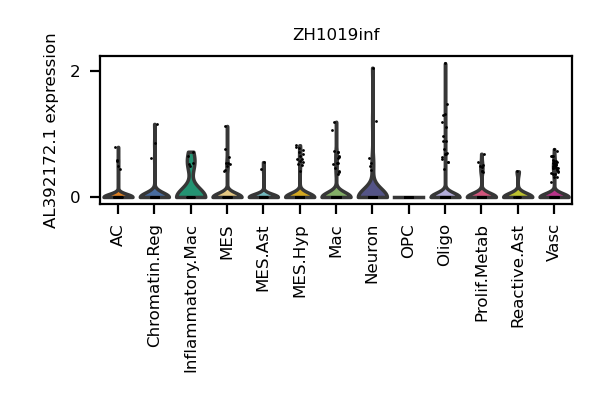 ZH1019inf
AL392172.1 expression
2
0
AC
Chromatin.Reg
Inflammatory.Mac
MES
MES.Ast
MES.Hyp
Mac
Neuron
OPC
Oligo
Prolif.Metab
Reactive.Ast
Vasc